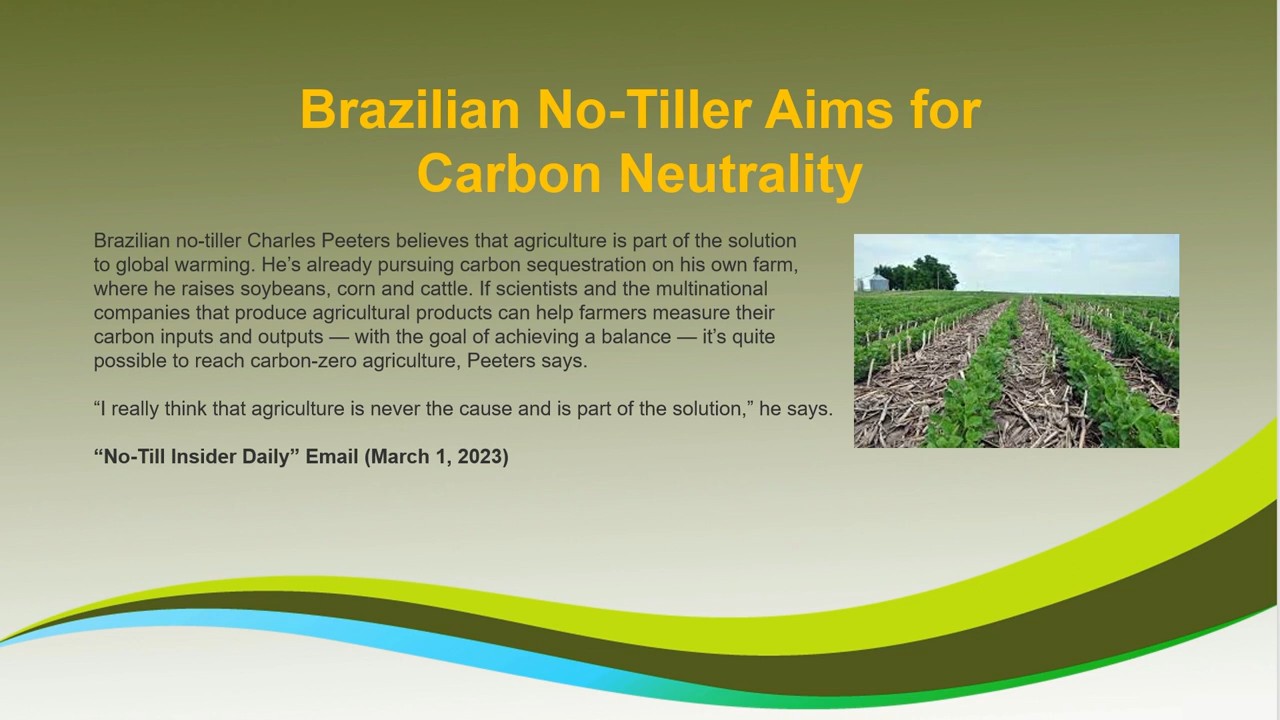 Brazilian No-Tiller Aims for
Carbon Neutrality
Brazilian no-tiller Charles Peeters believes that agriculture is part of the solution
to global warming. He’s already pursuing carbon sequestration on his own farm,
where he raises soybeans, corn and cattle. If scientists and the multinational
companies that produce agricultural products can help farmers measure their
carbon inputs and outputs — with the goal of achieving a balance — it’s quite
possible to reach carbon-zero agriculture, Peeters says.
“I really think that agriculture is never the cause and is part of the solution,” he says.
“No-Till Insider Daily” Email (March 1, 2023)